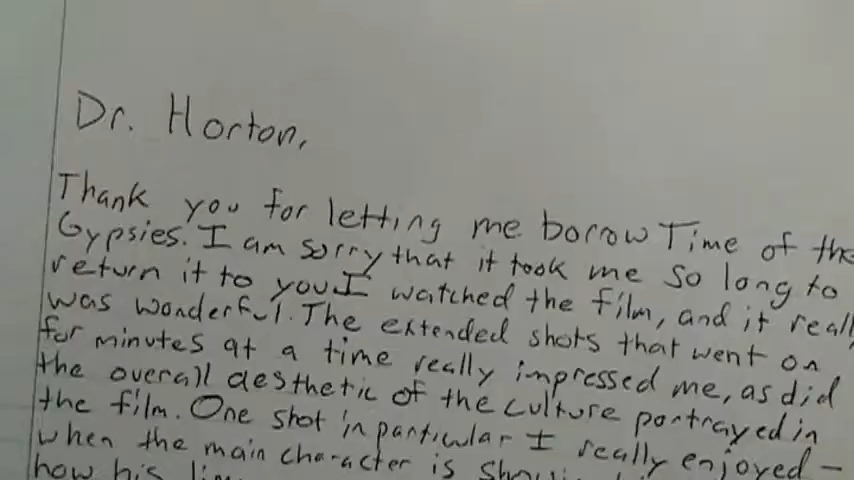 Dr. Horton,
Thank you for letting me borrow Time of the
Gypsies. I am sorry that it took me so long to
return it to you. I watched the film, and it really
was wonderful. The extended shots that went on
for minutes at a time really impressed me, as did
the overall aesthetic of the culture portrayed in
the film. One shot in particular I really enjoyed -
when the main character is
how his